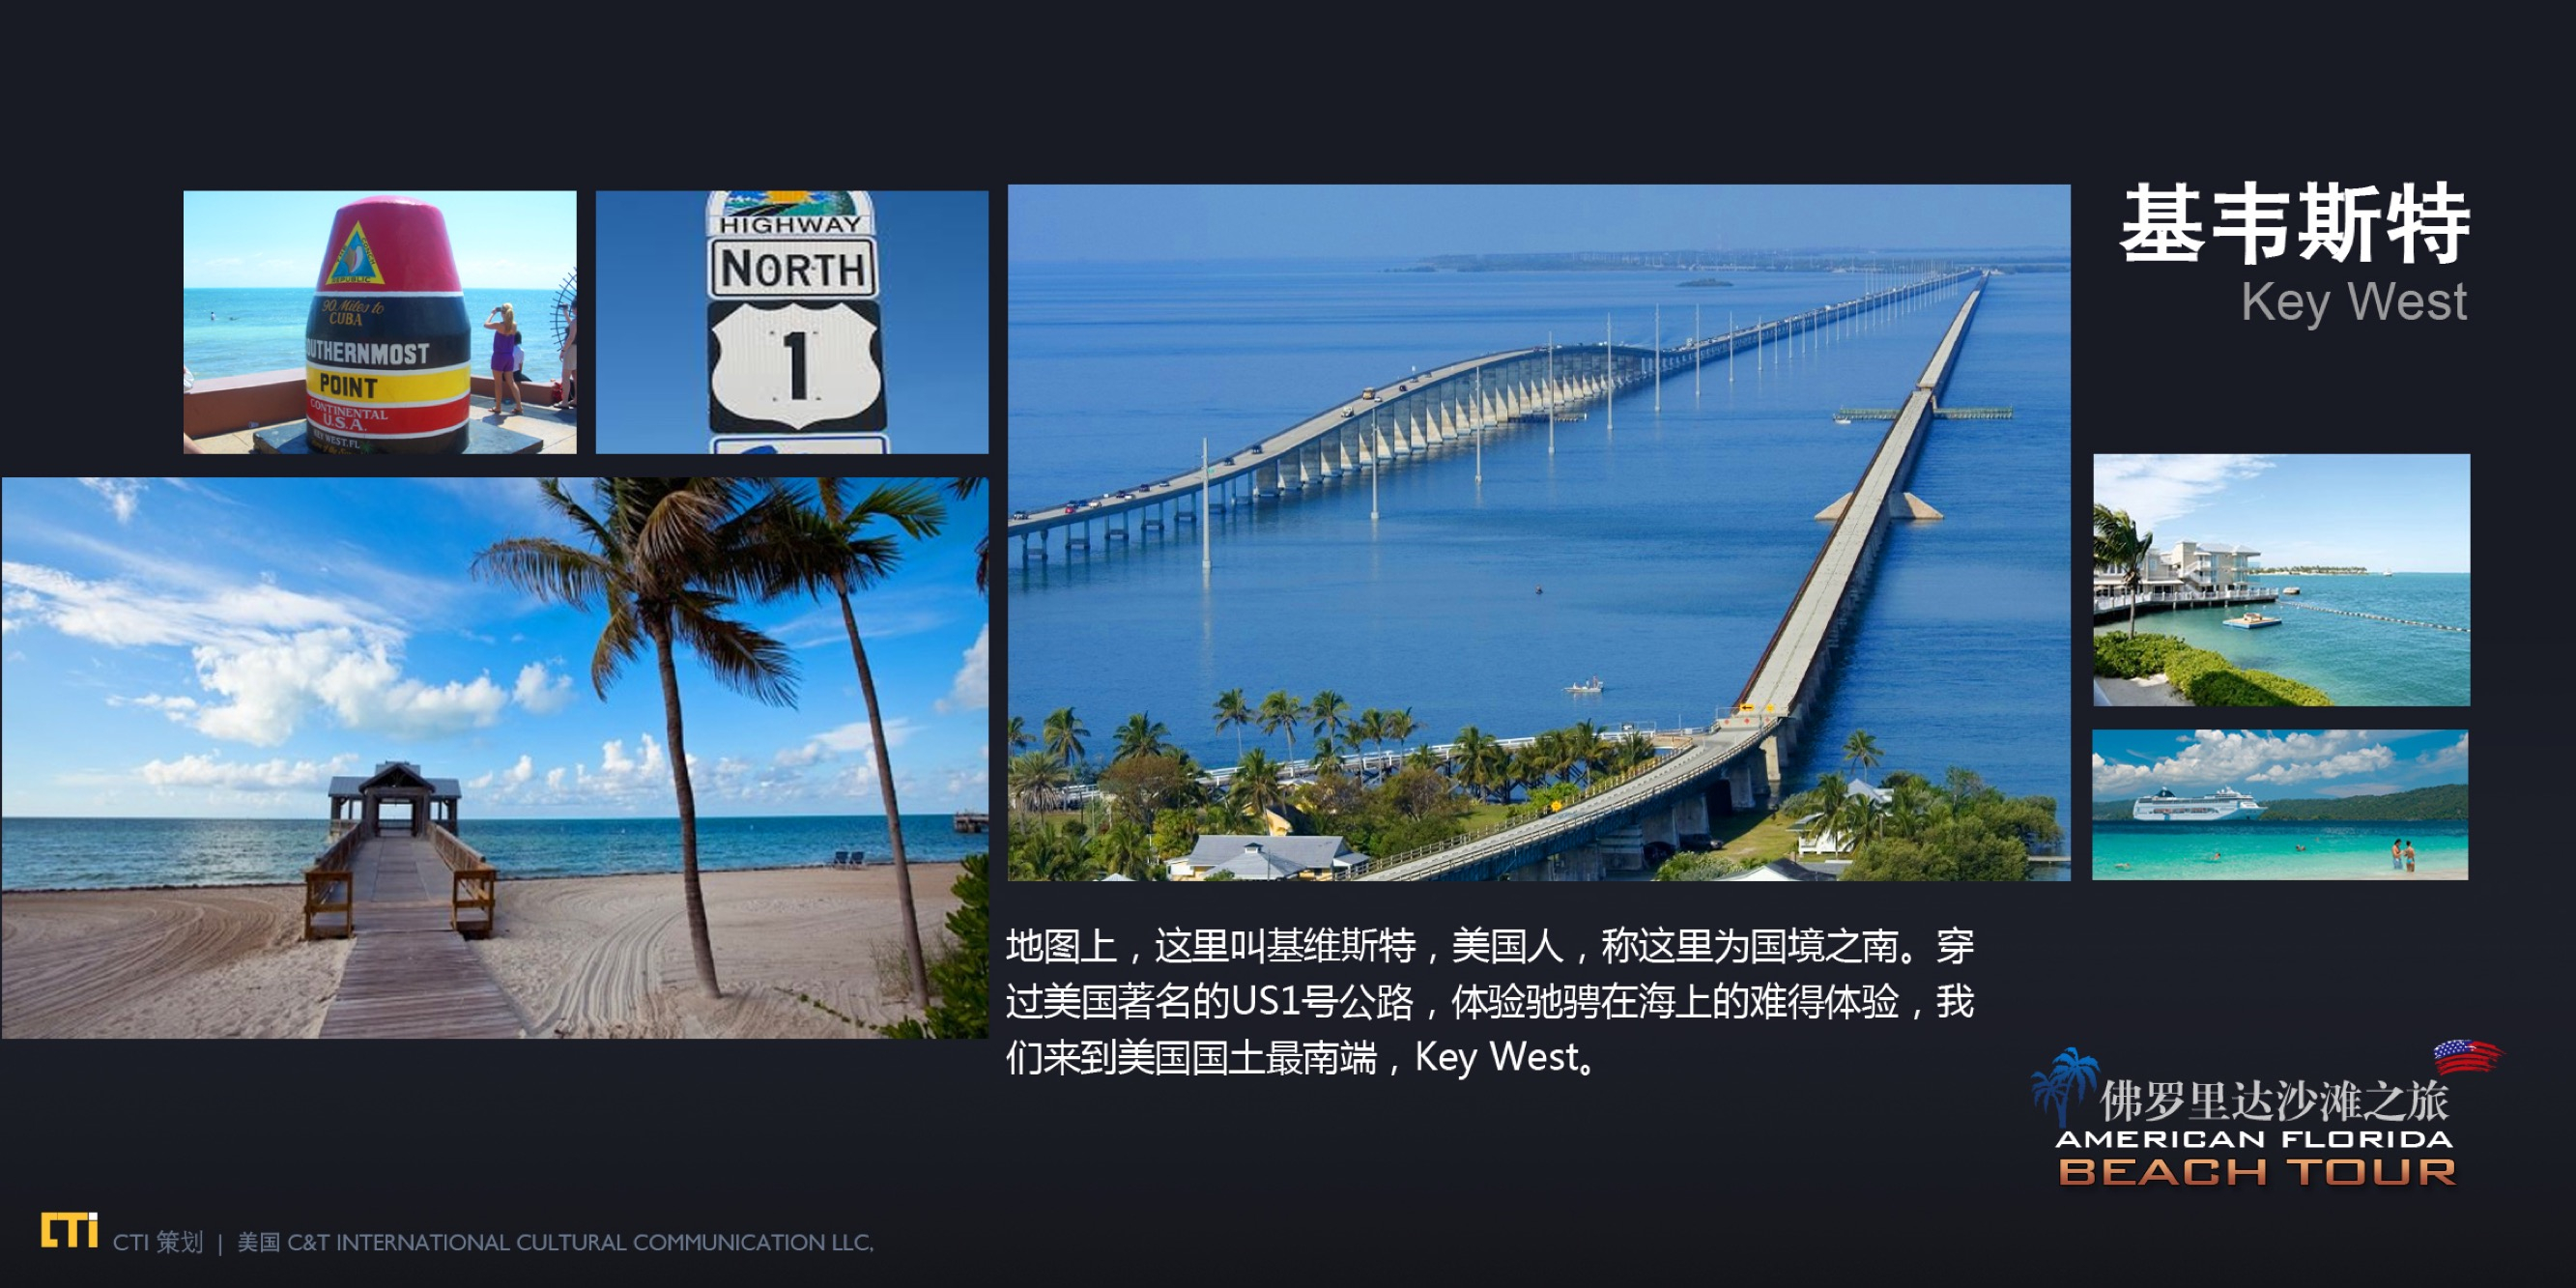 基韦斯特
Key West
THE CONCH
REPUBLIC
90 Miles to
CUBA
OUTHERNMOST
POINT
CONTINENTAL
U.S.A.
KEY WEST, FL
HIGHWAY
NORTH
1
地图上，这里叫基维斯特，美国人，称这里为国境之南。穿
过美国著名的US1号公路，体验驰骋在海上的难得体验，我
们来到美国国土最南端，Key West。
佛罗里达沙滩之旅
AMERICAN FLORIDA
BEACH TOUR
CTi CTI 策划 | 美国 C&T INTERNATIONAL CULTURAL COMMUNICATION LLC,